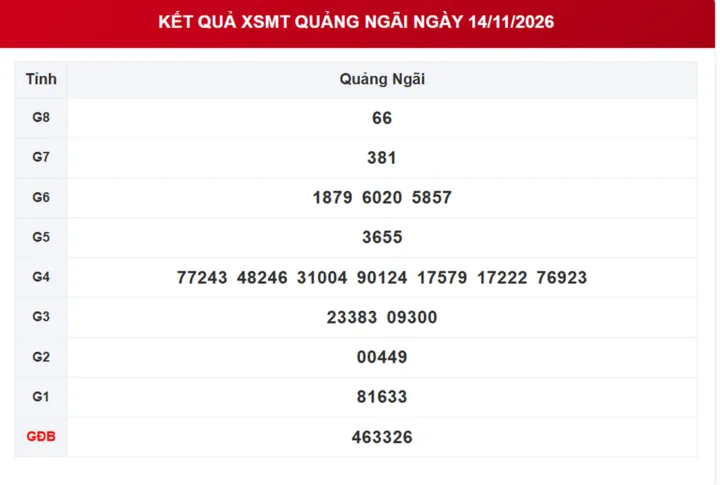 KẾT QUẢ XSMT QUẢNG NGÃI NGÀY 14/11/2026
Tỉnh Quảng Ngãi
G8 66
G7 381
G6 1879 6020 5857
G5 3655
G4 77243 48246 31004 90124 17579 17222 76923
G3 23383 09300
G2 00449
G1 81633
GĐB 463326